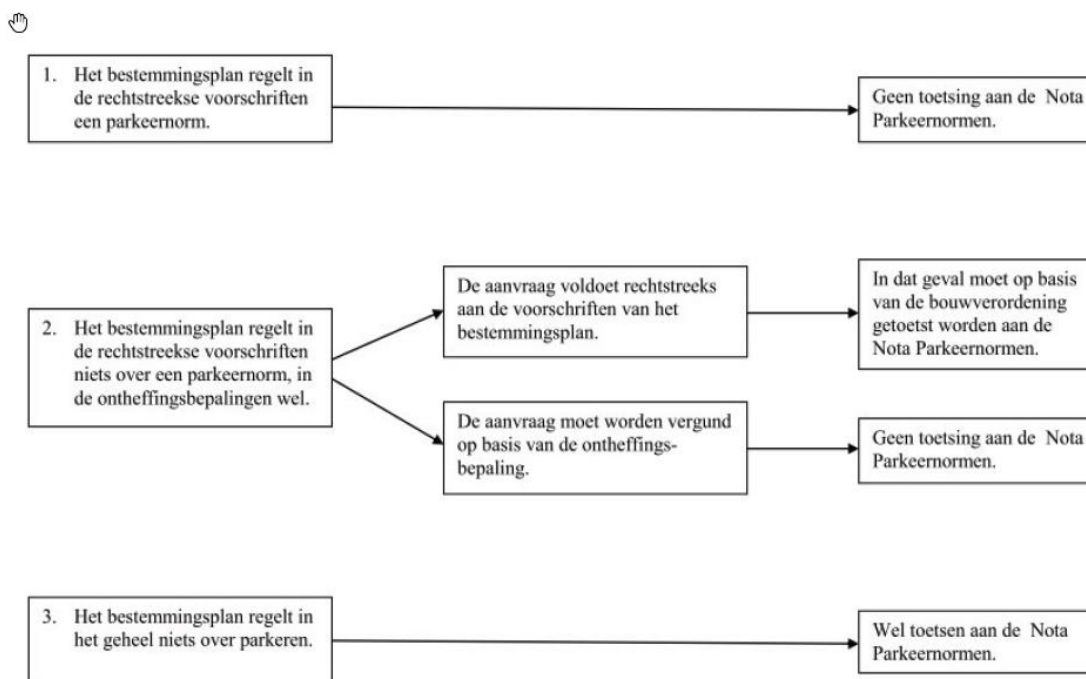 1. Het bestemmingsplan regelt in
de rechtstreekse voorschriften
een parkeernorm.
Geen toetsing aan de Nota
Parkeernormen.
2. Het bestemmingsplan regelt in
de rechtstreekse voorschriften
niets over een parkeernorm, in
de ontheffingsbepalingen wel.
De aanvraag voldoet rechtstreeks
aan de voorschriften van het
bestemmingsplan.
In dat geval moet op basis
van de bouwverordening
getoetst worden aan de
Nota Parkeernormen.
De aanvraag moet worden vergund
op basis van de ontheffings-
bepaling.
Geen toetsing aan de Nota
Parkeernormen.
3. Het bestemmingsplan regelt in
het geheel niets over parkeren.
Wel toetsen aan de Nota
Parkeernormen.